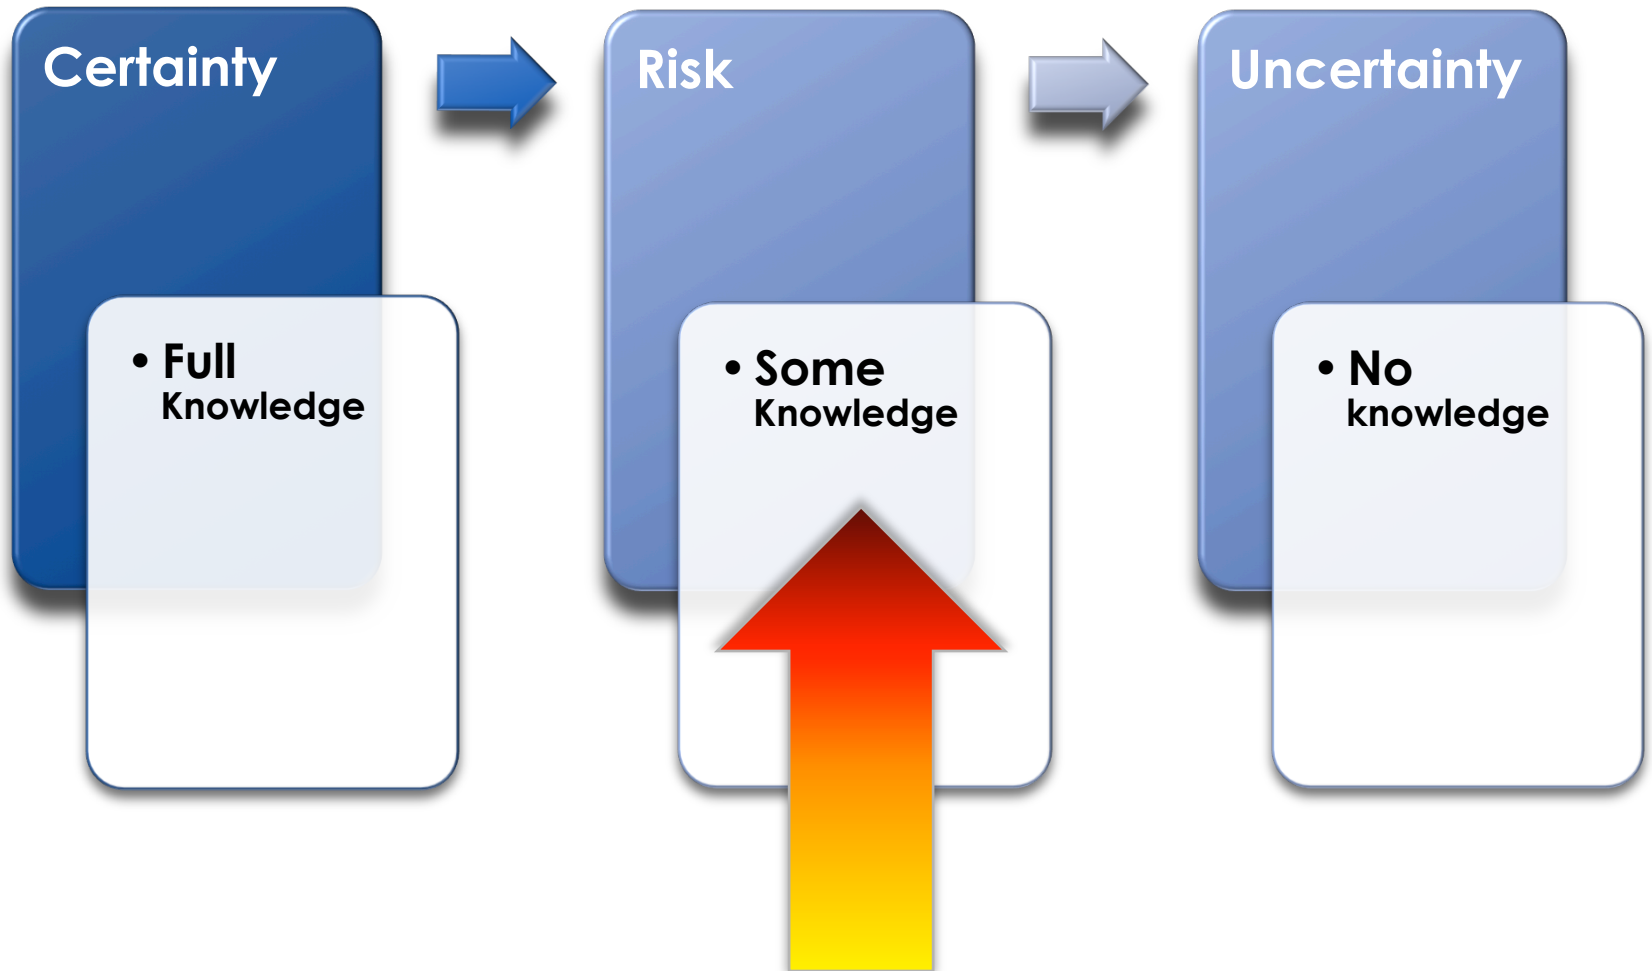 Certainty
• Full
Knowledge
Risk
• Some
Knowledge
Uncertainty
• No
knowledge